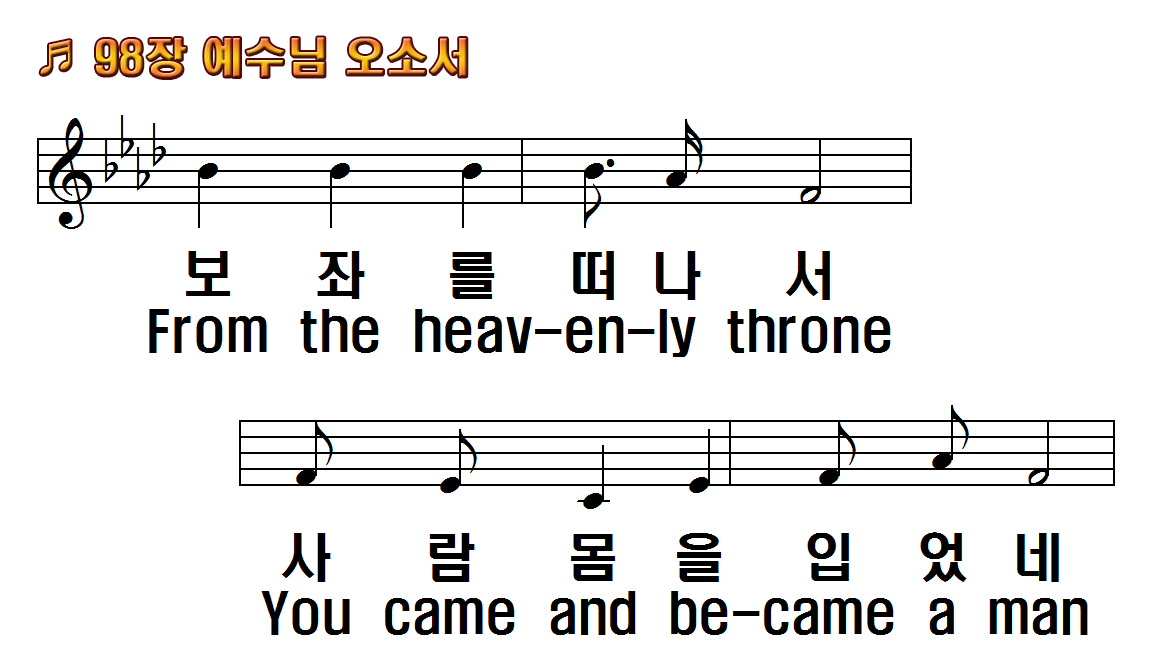 ♬ 98장 예수님 오소서
보 좌 를 떠 나 서
From the heav-en-ly throne
사 람 몸 을 입 었 네
You came and be-came a man